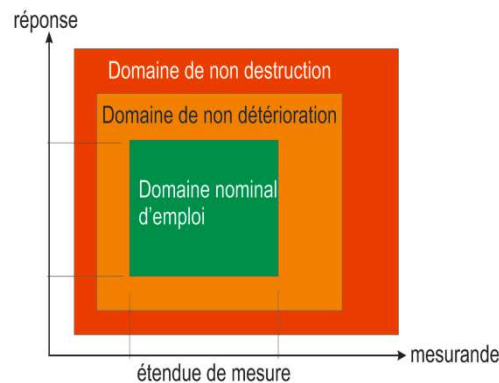 réponse
Domaine de non destruction
Domaine de non détérioration
Domaine nominal
d'emploi
mesurande
étendue de mesure